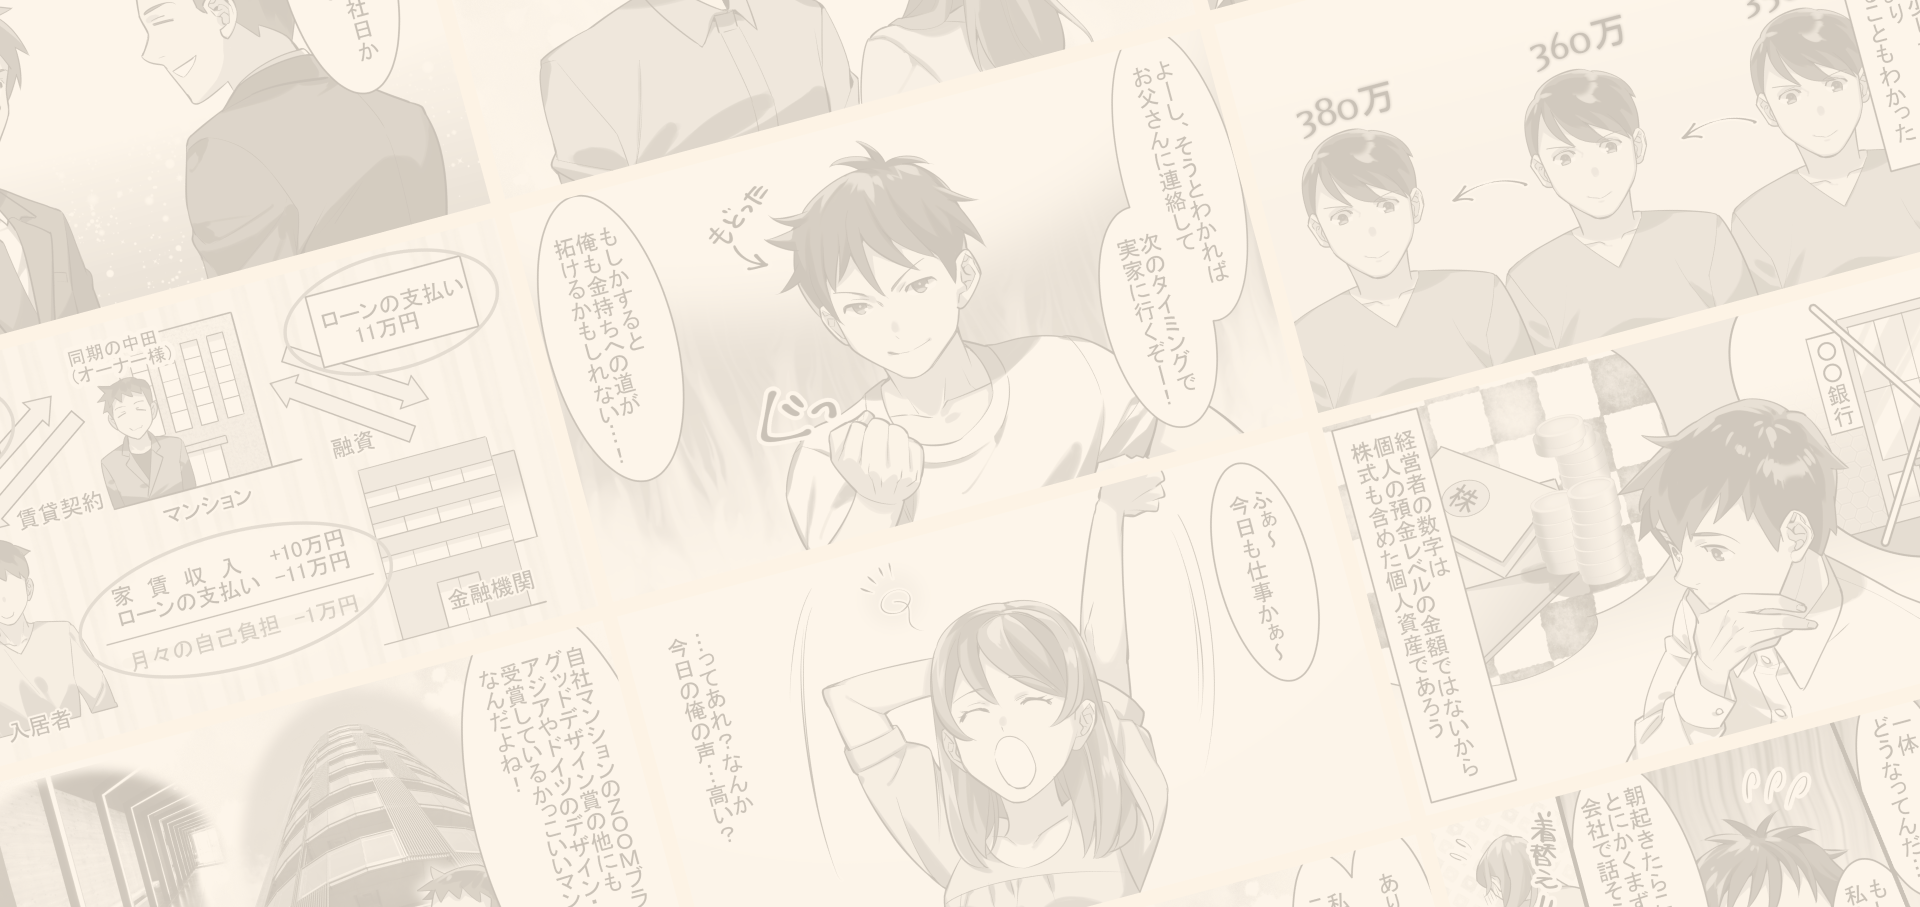 社日か
よーし、そうとわかれば
お父さんに連絡して
次のタイミングで
実家に行くぞー！
もどった
もしかすると
俺も金持ちへの道が
拓けるかもしれない…！
ぐっ
380万
360万
こともわかった
ローンの支払い
11万円
同期の中田
（オーナー様）
融資
賃貸契約
マンション
家賃収入 +10万円
ローンの支払い -11万円
月々の自己負担 -1万円
金融機関
入居者
〇〇銀行
株
経営者の数字は
個人の預金レベルの金額ではないから
株式も含めた個人資産であろう
ふぁ～
今日も仕事かぁ～
…ってあれ？なんか
今日の俺の声…高い？
自社マンションのZOOMブラ
グッドデザイン賞の他にも
アジアやドイツのデザイン・
受賞しているかっこいいマン
なんだよね！
一体
どうなってんだ…
朝起きたら
とにかくまず
会社で話そ
着替え
あり
私
私も